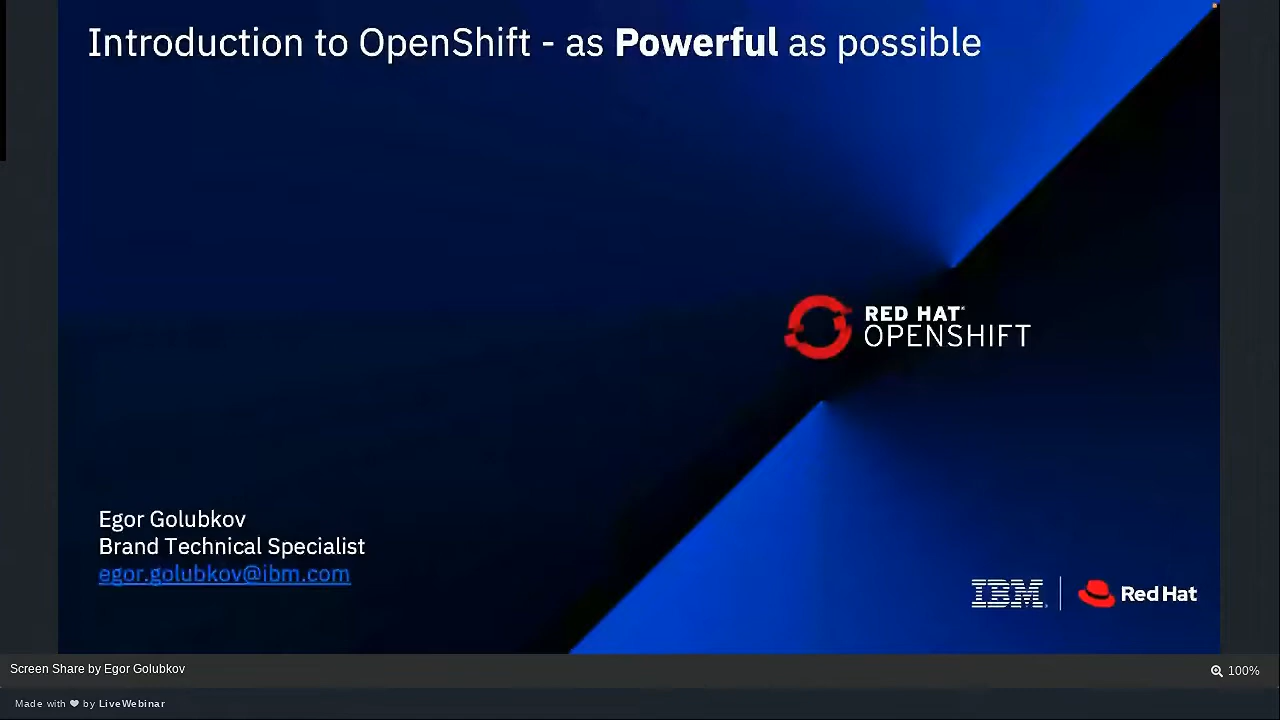 Introduction to OpenShift - as Powerful as possible
RED HAT®
OPENSHIFT
Egor Golubkov
Brand Technical Specialist
egor.golubkov@ibm.com
IBM. Red Hat
Screen Share by Egor Golubkov
100%
Made with ♥ by LiveWebinar